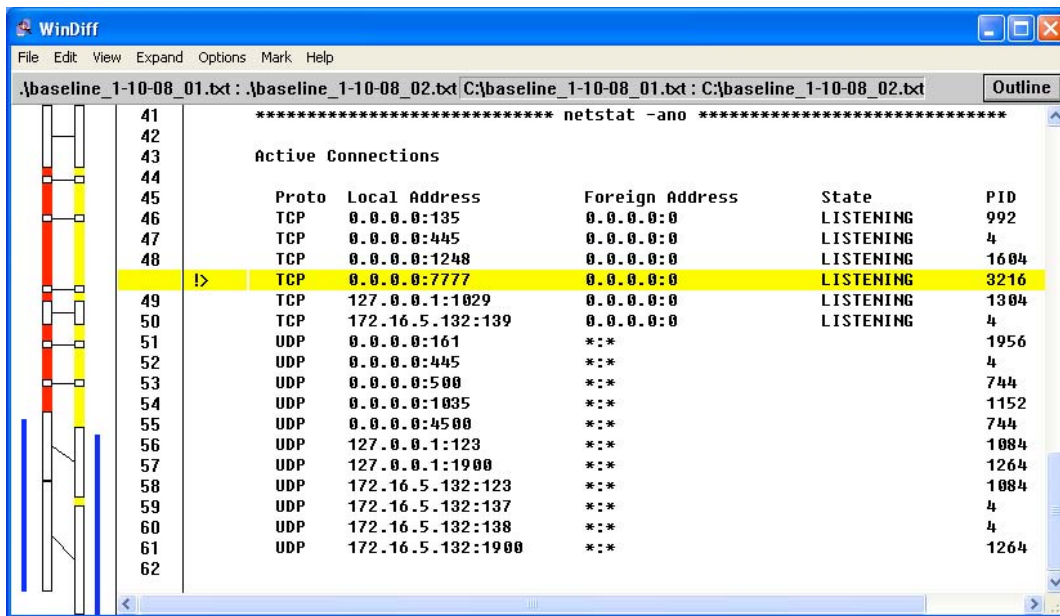 WinDiff
File Edit View Expand Options Mark Help
.\baseline_1-10-08_01.txt : .\baseline_1-10-08_02.txt C:\baseline_1-10-08_01.txt : C:\baseline_1-10-08_02.txt Outline
41 ***************************** netstat -ano ******************************
42
43 Active Connections
44
45 Proto Local Address Foreign Address State PID
46 TCP 0.0.0.0:135 0.0.0.0:0 LISTENING 992
47 TCP 0.0.0.0:445 0.0.0.0:0 LISTENING 4
48 TCP 0.0.0.0:1248 0.0.0.0:0 LISTENING 1604
!> TCP 0.0.0.0:7777 0.0.0.0:0 LISTENING 3216
49 TCP 127.0.0.1:1029 0.0.0.0:0 LISTENING 1304
50 TCP 172.16.5.132:139 0.0.0.0:0 LISTENING 4
51 UDP 0.0.0.0:161 *:* 1956
52 UDP 0.0.0.0:445 *:* 4
53 UDP 0.0.0.0:500 *:* 744
54 UDP 0.0.0.0:1035 *:* 1152
55 UDP 0.0.0.0:4500 *:* 744
56 UDP 127.0.0.1:123 *:* 1084
57 UDP 127.0.0.1:1900 *:* 1264
58 UDP 172.16.5.132:123 *:* 1084
59 UDP 172.16.5.132:137 *:* 4
60 UDP 172.16.5.132:138 *:* 4
61 UDP 172.16.5.132:1900 *:* 1264
62